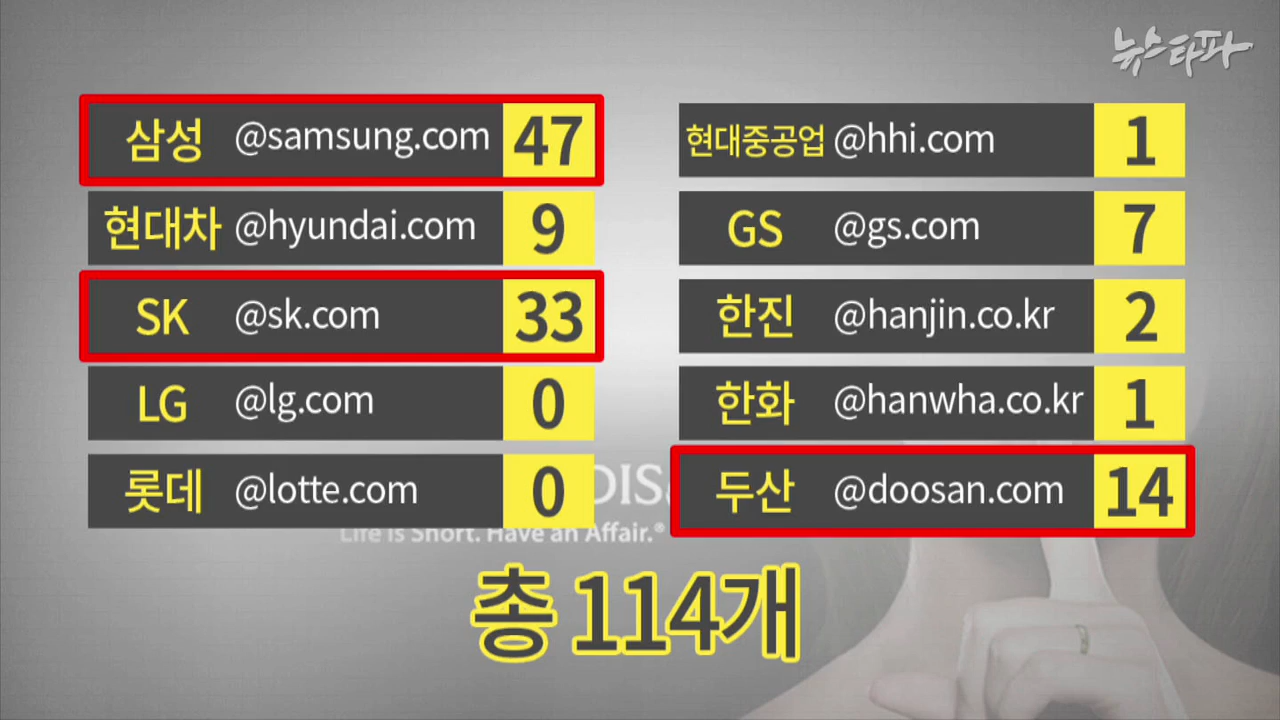 뉴스타파
삼성 @samsung.com 47
현대차 @hyundai.com 9
SK @sk.com 33
LG @lg.com 0
롯데 @lotte.com 0
현대중공업 @hhi.com 1
GS @gs.com 7
한진 @hanjin.co.kr 2
한화 @hanwha.co.kr 1
두산 @doosan.com 14
Life is Short. Have an Affair.®
총 114개